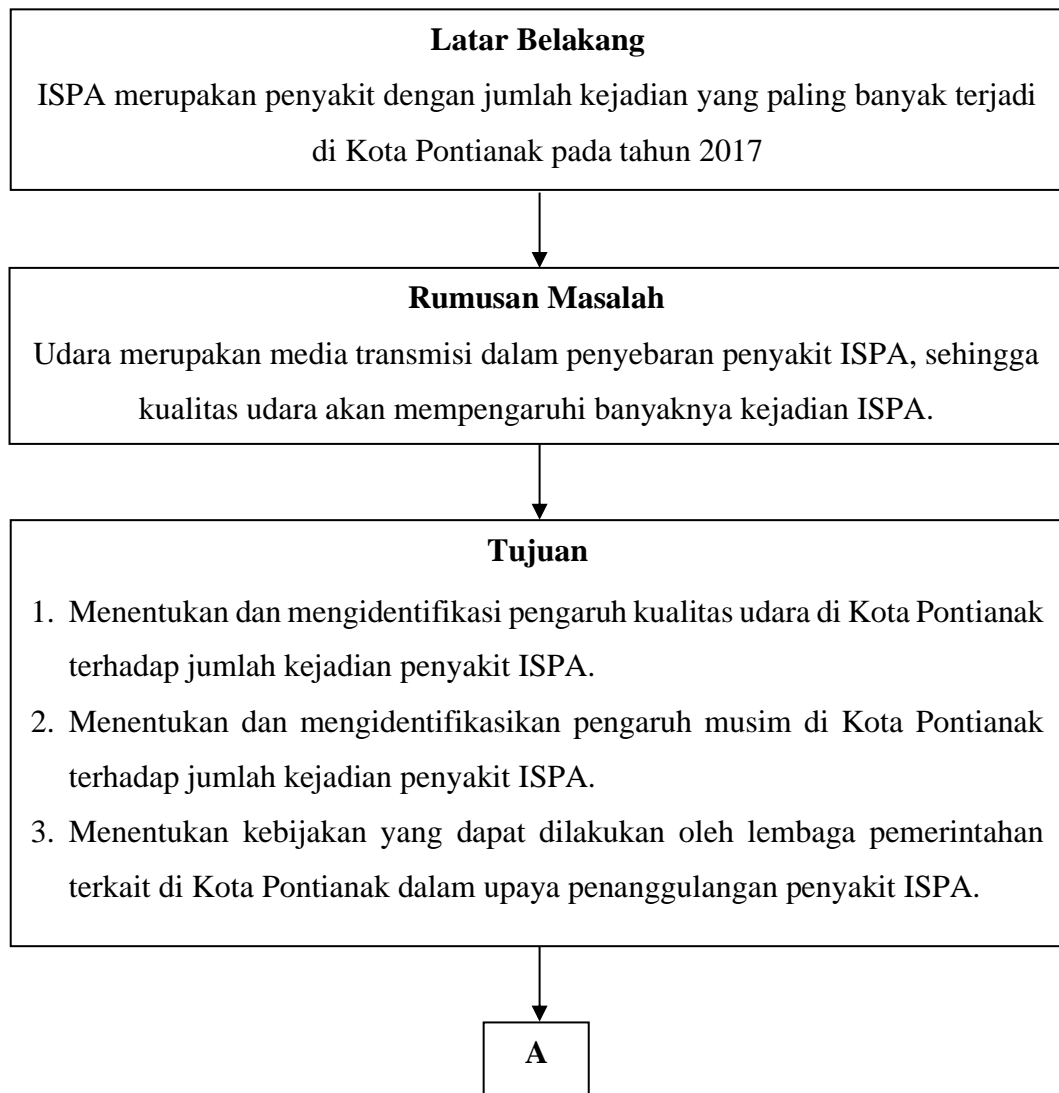 Latar Belakang
ISPA merupakan penyakit dengan jumlah kejadian yang paling banyak terjadi
di Kota Pontianak pada tahun 2017
Rumusan Masalah
Udara merupakan media transmisi dalam penyebaran penyakit ISPA, sehingga
kualitas udara akan mempengaruhi banyaknya kejadian ISPA.
Tujuan
1. Menentukan dan mengidentifikasi pengaruh kualitas udara di Kota Pontianak
terhadap jumlah kejadian penyakit ISPA.
2. Menentukan dan mengidentifikasikan pengaruh musim di Kota Pontianak
terhadap jumlah kejadian penyakit ISPA.
3. Menentukan kebijakan yang dapat dilakukan oleh lembaga pemerintahan
terkait di Kota Pontianak dalam upaya penanggulangan penyakit ISPA.
A